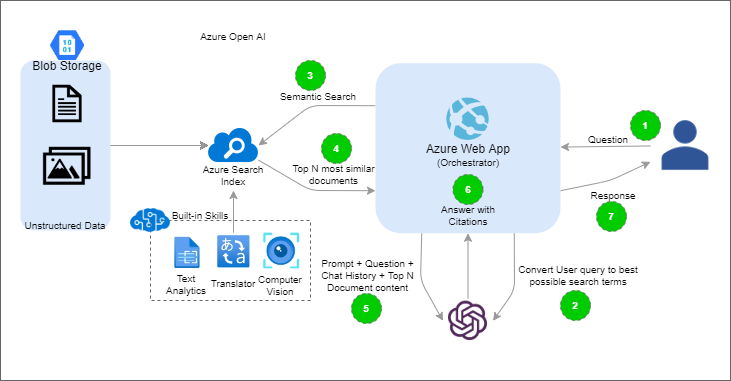 Azure Open AI
10
01
Blob Storage
Unstructured Data
3
Semantic Search
Azure Search
Index
4
Top N most similar
documents
Built-in Skills
Text
Analytics
Translator
Computer
Vision
Azure Web App
(Orchestrator)
6
Answer with
Citations
1
Question
Response
7
Prompt + Question +
Chat History + Top N
Document content
5
Convert User query to best
possible search terms
2
あ
a